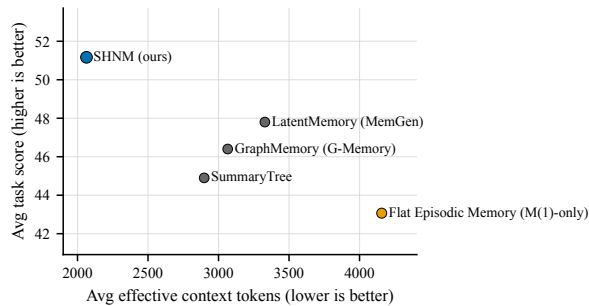 Avg task score (higher is better)
52
50
48
46
44
42
SHNM (ours)
LatentMemory (MemGen)
GraphMemory (G-Memory)
SummaryTree
Flat Episodic Memory (M(1)-only)
2000 2500 3000 3500 4000
Avg effective context tokens (lower is better)